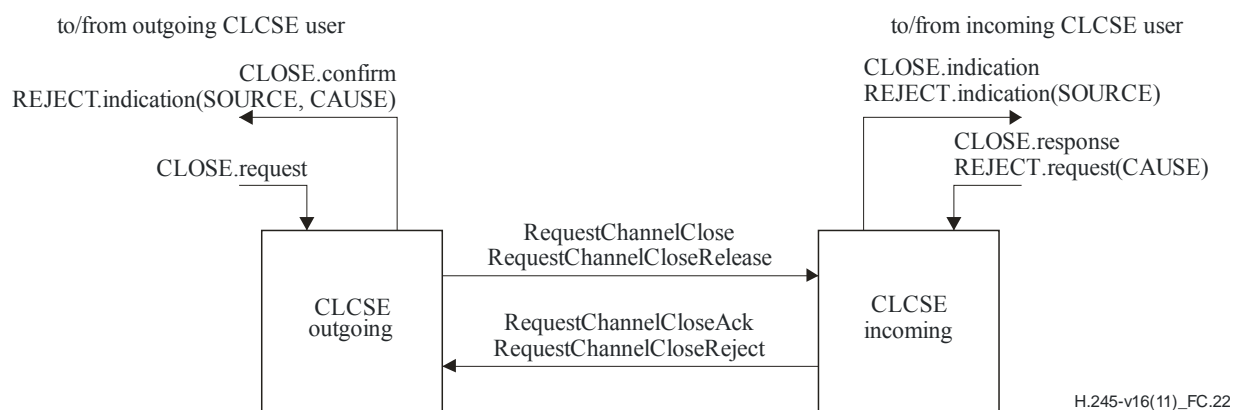 to/from outgoing CLCSE user
to/from incoming CLCSE user
CLOSE.confirm
REJECT.indication(SOURCE, CAUSE)
CLOSE.indication
REJECT.indication(SOURCE)
CLOSE.request
CLOSE.response
REJECT.request(CAUSE)
RequestChannelClose
RequestChannelCloseRelease
CLCSE
outgoing
CLCSE
incoming
RequestChannelCloseAck
RequestChannelCloseReject
H.245-v16(11)_FC.22